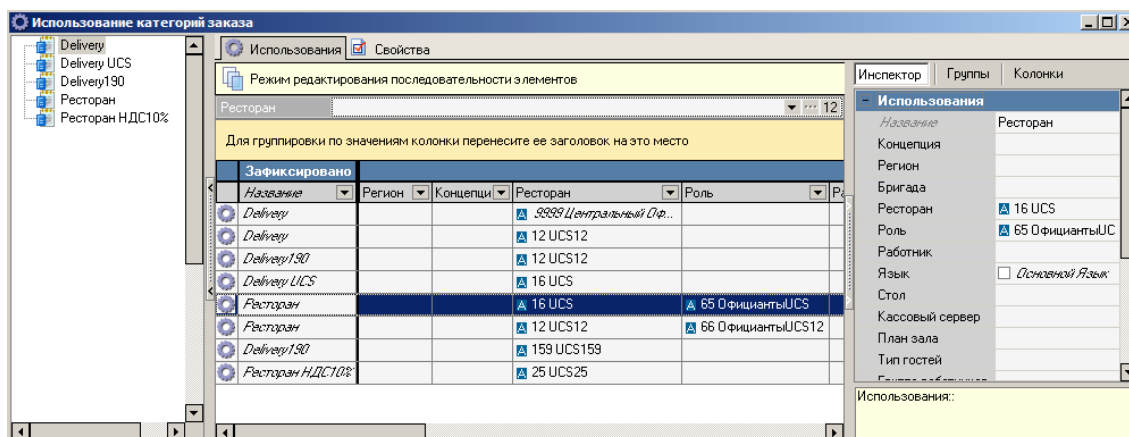 Использование категорий заказа
Delivery
Delivery UCS
Delivery190
Ресторан
Ресторан НДС10%
Использования Свойства
Режим редактирования последовательности элементов
Ресторан 12
Для группировки по значениям колонки перенесите ее заголовок на это место
Зафиксировано
Название Регион Концепци Ресторан Роль
Delivery 9999 Центральный Оф...
Delivery 12 UCS12
Delivery190 12 UCS12
Delivery UCS 16 UCS
Ресторан 16 UCS 65 ОфициантыUCS
Ресторан 12 UCS12 66 ОфициантыUCS12
Delivery190 159 UCS159
Ресторан НДС10% 25 UCS25
Инспектор Группы Колонки
Использования
Название Ресторан
Концепция
Регион
Бригада
Ресторан 16 UCS
Роль 65 ОфициантыUC
Работник
Язык Основной Язык
Стол
Кассовый сервер
План зала
Тип гостей
Использования::